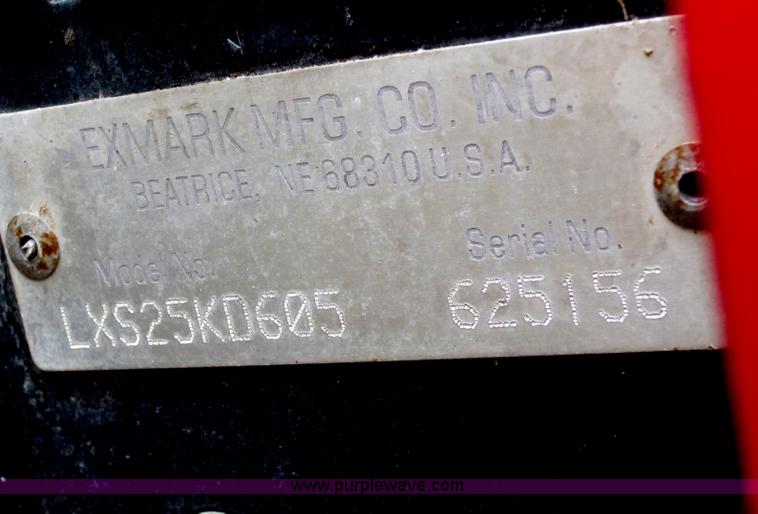 EXMARK MFG. CO. INC.
BEATRICE, NE 68310 U.S.A.
Model No. Serial No.
LXS25KD605 625156
www.purplewave.com